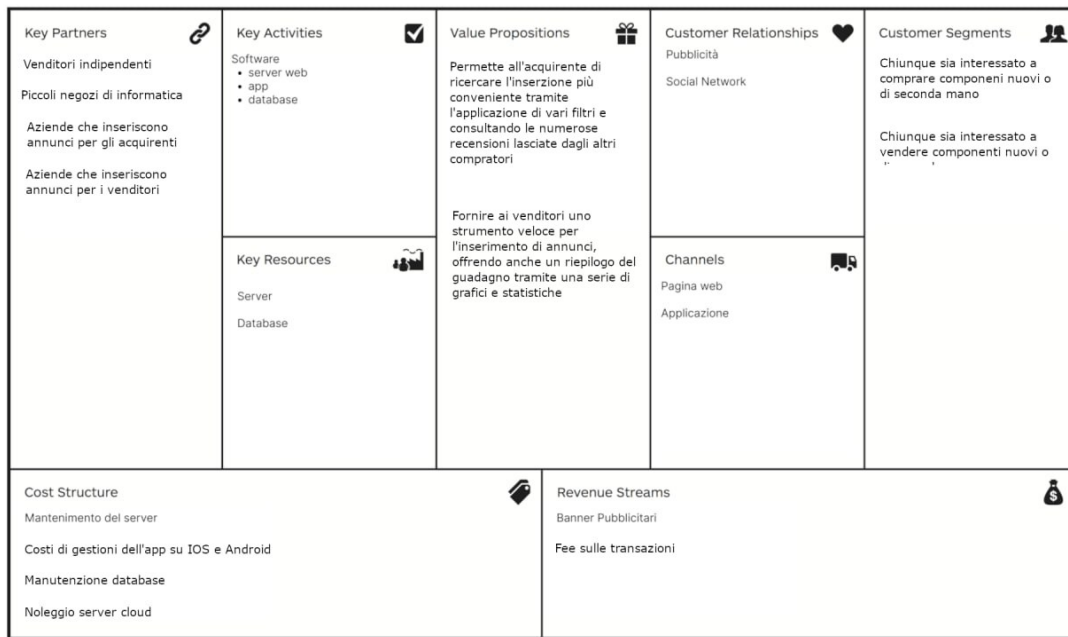 Key Partners
Venditori indipendenti
Piccoli negozi di informatica
Aziende che inseriscono
annunci per gli acquirenti
Aziende che inseriscono
annunci per i venditori
Key Activities
Software
• server web
• app
• database
Key Resources
Server
Database
Value Propositions
Permette all'acquirente di
ricercare l'inserzione più
conveniente tramite
l'applicazione di vari filtri e
consultando le numerose
recensioni lasciate dagli altri
compratori
Fornire ai venditori uno
strumento veloce per
l'inserimento di annunci,
offrendo anche un riepilogo del
guadagno tramite una serie di
grafici e statistiche
Customer Relationships
Pubblicità
Social Network
Channels
Pagina web
Applicazione
Customer Segments
Chiunque sia interessato a
comprare componeni nuovi o
di seconda mano
Chiunque sia interessato a
vendere componenti nuovi o
Cost Structure
Mantenimento del server
Costi di gestioni dell'app su IOS e Android
Manutenzione database
Noleggio server cloud
Revenue Streams
Banner Pubblicitari
Fee sulle transazioni